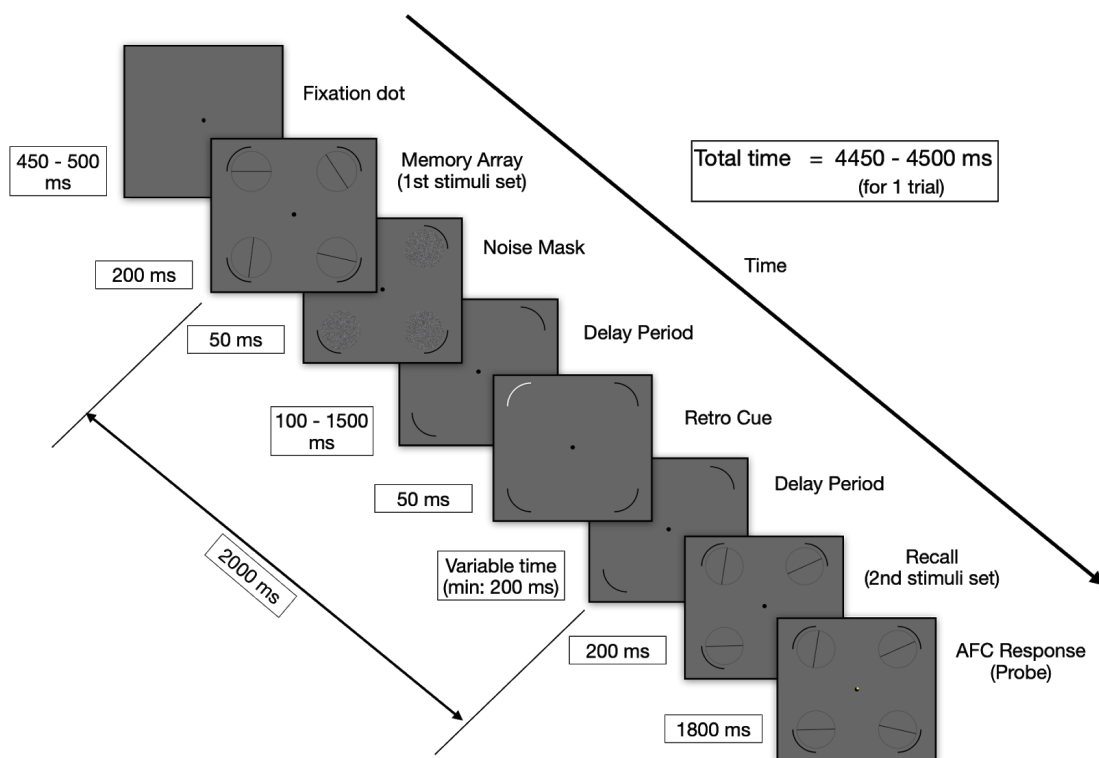 Fixation dot
450 - 500
ms
Memory Array
(1st stimuli set)
Total time = 4450 - 4500 ms
(for 1 trial)
200 ms
Noise Mask
Time
50 ms
Delay Period
100 - 1500
ms
Retro Cue
50 ms
Delay Period
2000 ms
Variable time
(min: 200 ms)
Recall
(2nd stimuli set)
200 ms
AFC Response
(Probe)
1800 ms